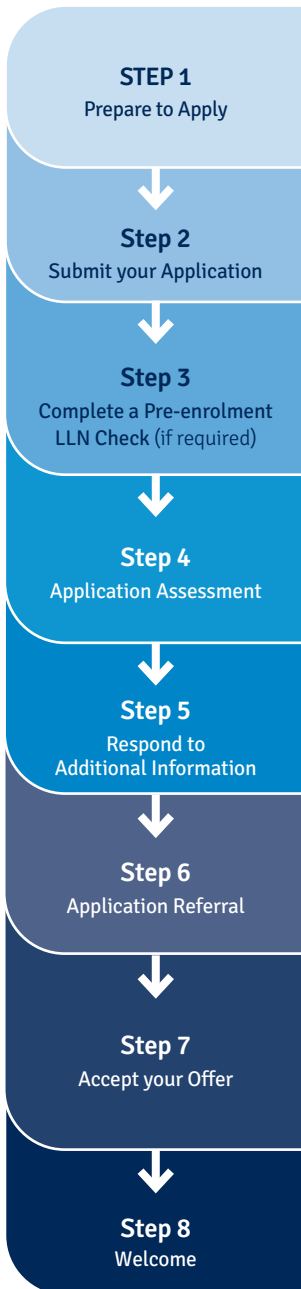 STEP 1
Prepare to Apply
Step 2
Submit your Application
Step 3
Complete a Pre-enrolment
LLN Check (if required)
Step 4
Application Assessment
Step 5
Respond to
Additional Information
Step 6
Application Referral
Step 7
Accept your Offer
Step 8
Welcome